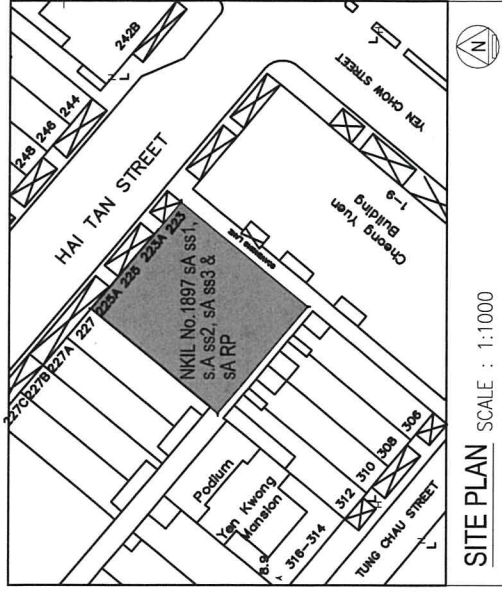 242B
244
246
248
HAI TAN STREET
YEN CHOW STREET
223
223A
225
225A
227
227A
227B
227C
NKIL No.1897 sA ss1,
s.A ss2, sA ss3 &
sA RP
Cheong Yuen
Building
1-9
Podium
Yen Kwong
Mansion
6.9
316-314
312
310
308
306
TUNG CHAU STREET
SITE PLAN SCALE : 1:1000
N